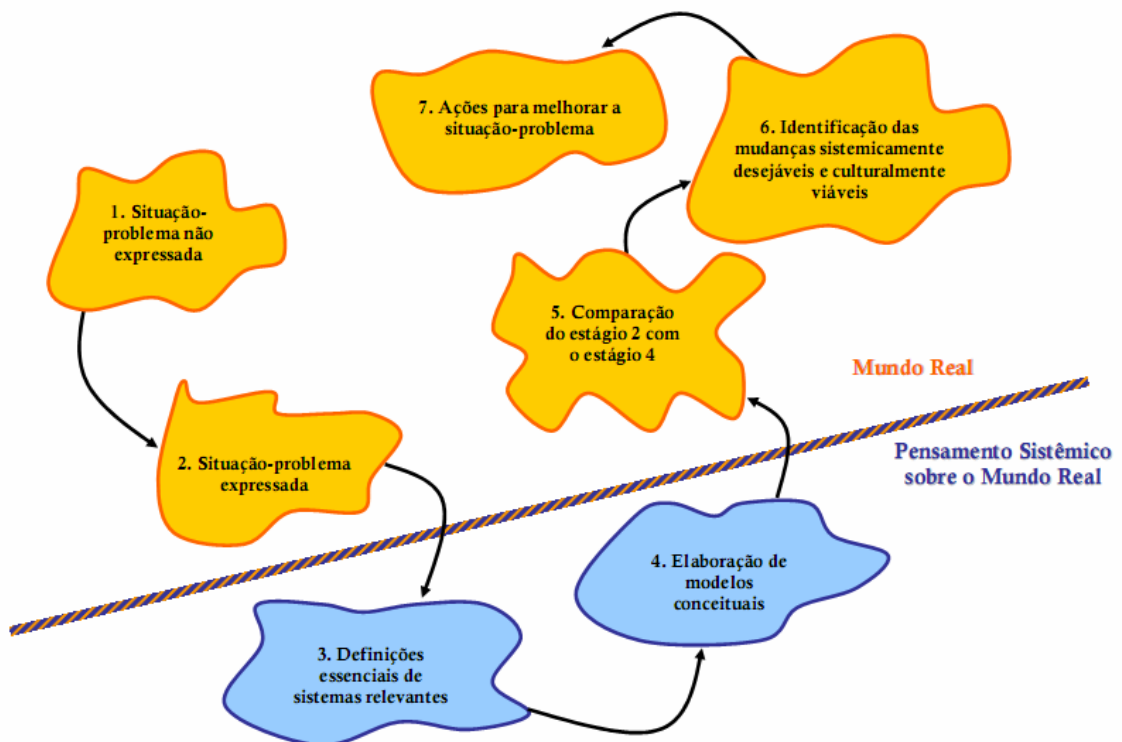 1. Situação-
problema não
expressada
2. Situação-problema
expressada
3. Definições
essenciais de
sistemas relevantes
4. Elaboração de
modelos
conceituais
5. Comparação
do estágio 2 com
o estágio 4
6. Identificação das
mudanças sistemicamente
desejáveis e culturalmente
viáveis
7. Ações para melhorar a
situação-problema
Mundo Real
Pensamento Sistêmico
sobre o Mundo Real